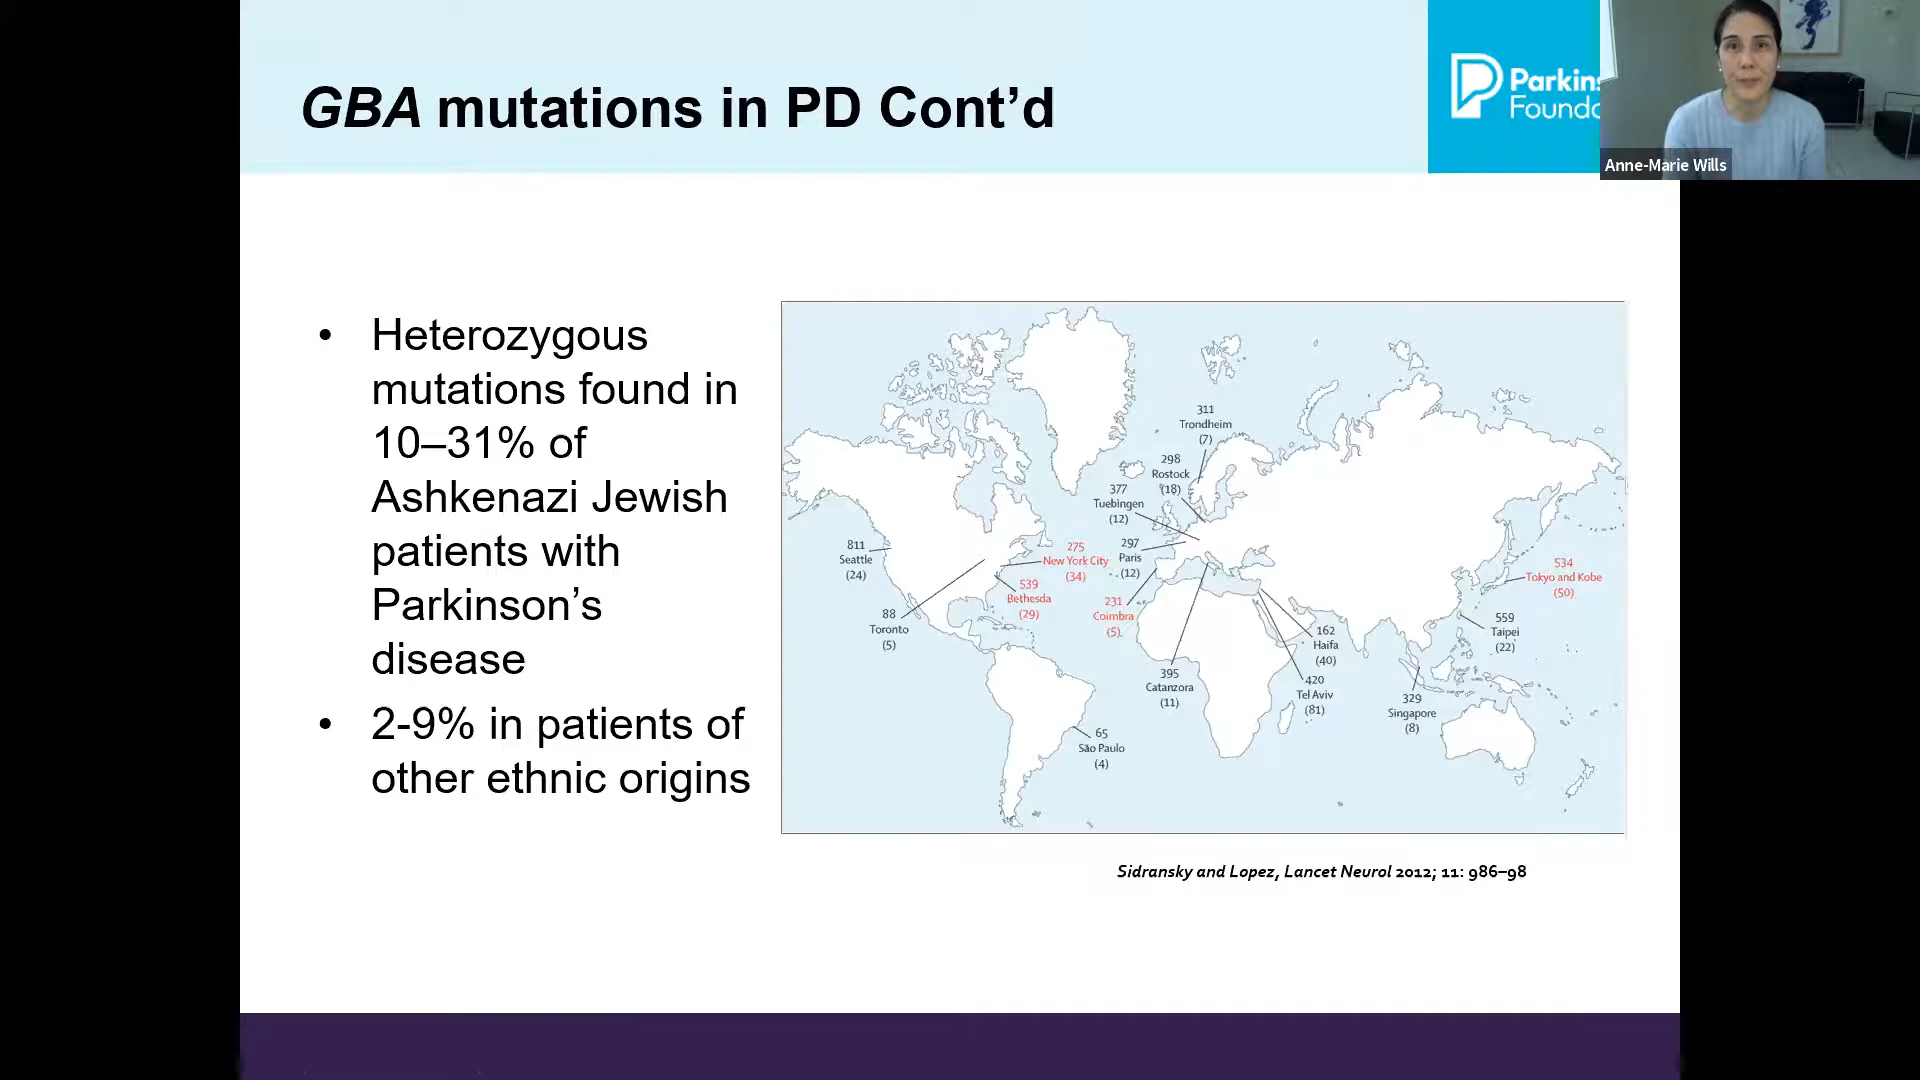 GBA mutations in PD Cont’d
Parkins
Foundo
Anne-Marie Wills
• Heterozygous
mutations found in
10–31% of
Ashkenazi Jewish
patients with
Parkinson’s
disease
• 2-9% in patients of
other ethnic origins
311
Trondheim
(7)
298
Rostock
(18)
377
Tuebingen
(12)
297
Paris
(12)
811
Seattle
(24)
275
New York City
(34)
539
Bethesda
(29)
88
Toronto
(5)
231
Coimbra
(5)
534
Tokyo and Kobe
(50)
559
Taipei
(22)
162
Haifa
(40)
420
Tel Aviv
(81)
395
Catanzora
(11)
329
Singapore
(8)
65
São Paulo
(4)
Sidransky and Lopez, Lancet Neurol 2012; 11: 986–98